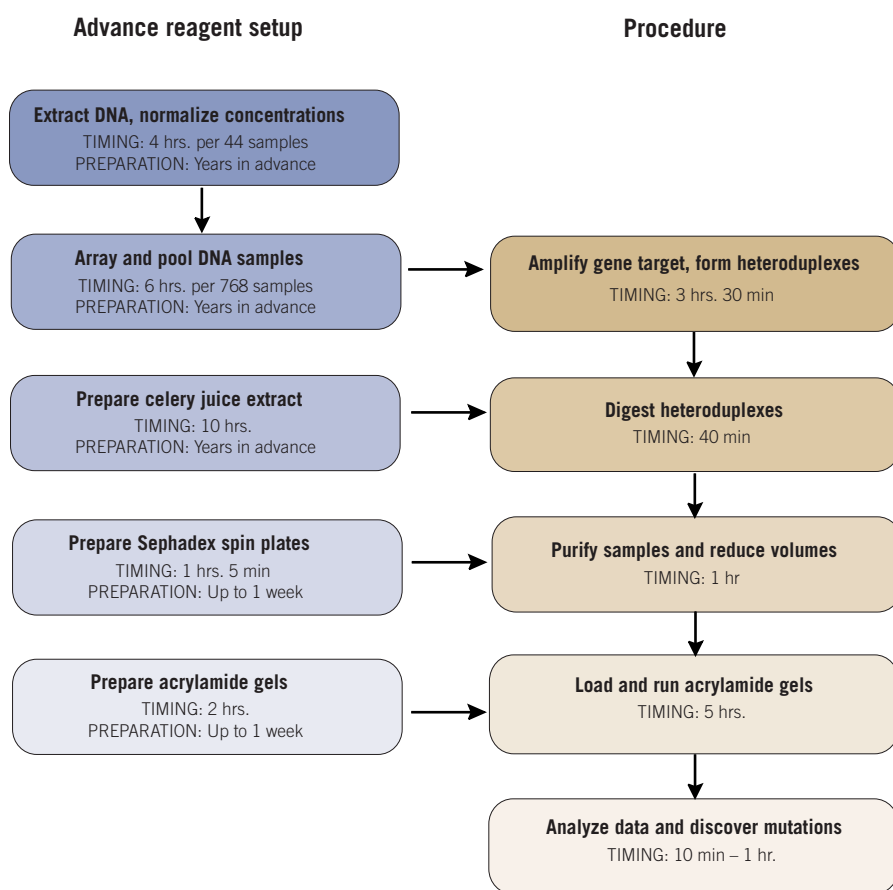 Advance reagent setup
Procedure
Extract DNA, normalize concentrations
TIMING: 4 hrs. per 44 samples
PREPARATION: Years in advance
Array and pool DNA samples
TIMING: 6 hrs. per 768 samples
PREPARATION: Years in advance
Amplify gene target, form heteroduplexes
TIMING: 3 hrs. 30 min
Prepare celery juice extract
TIMING: 10 hrs.
PREPARATION: Years in advance
Digest heteroduplexes
TIMING: 40 min
Prepare Sephadex spin plates
TIMING: 1 hrs. 5 min
PREPARATION: Up to 1 week
Purify samples and reduce volumes
TIMING: 1 hr
Prepare acrylamide gels
TIMING: 2 hrs.
PREPARATION: Up to 1 week
Load and run acrylamide gels
TIMING: 5 hrs.
Analyze data and discover mutations
TIMING: 10 min – 1 hr.